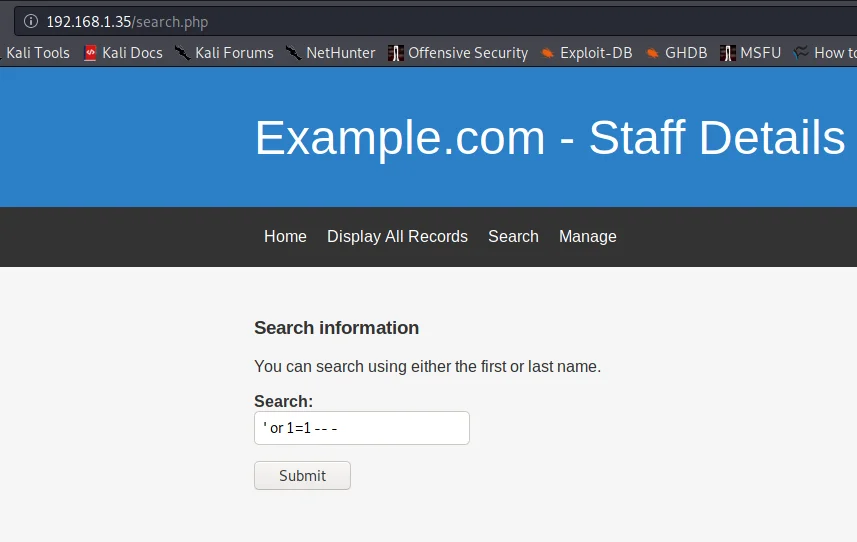 192.168.1.35/search.php
Kali Tools Kali Docs Kali Forums NetHunter Offensive Security Exploit-DB GHDB MSFU How to
Example.com - Staff Details
Home Display All Records Search Manage
Search information
You can search using either the first or last name.
Search:
' or 1=1 -- -
Submit